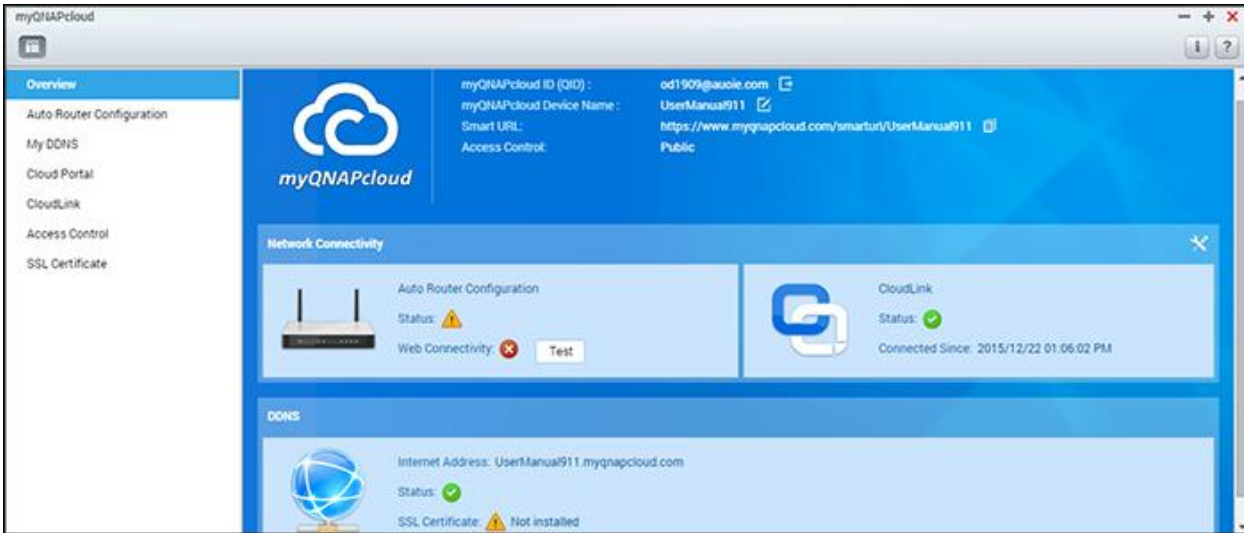 myQNAPcloud
Overview
Auto Router Configuration
My DDNS
Cloud Portal
CloudLink
Access Control
SSL Certificate
myQNAPcloud
myQNAPcloud ID (QID) : od1909@auoie.com
myQNAPcloud Device Name : UserManual911
Smart URL: https://www.myqnapcloud.com/smarturl/UserManual911
Access Control: Public
Network Connectivity
Auto Router Configuration
Status:
Web Connectivity: Test
CloudLink
Status:
Connected Since: 2015/12/22 01:06:02 PM
DDNS
Internet Address: UserManual911.myqnapcloud.com
Status:
SSL Certificate: Not installed